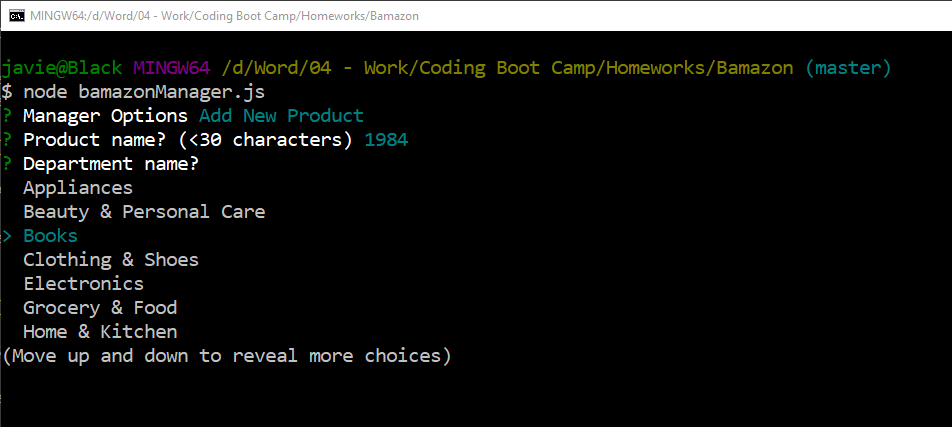 MINGW64:/d/Word/04 - Work/Coding Boot Camp/Homeworks/Bamazon
javie@Black MINGW64 /d/Word/04 - Work/Coding Boot Camp/Homeworks/Bamazon (master)
$ node bamazonManager.js
? Manager Options Add New Product
? Product name? (<30 characters) 1984
? Department name?
Appliances
Beauty & Personal Care
> Books
Clothing & Shoes
Electronics
Grocery & Food
Home & Kitchen
(Move up and down to reveal more choices)